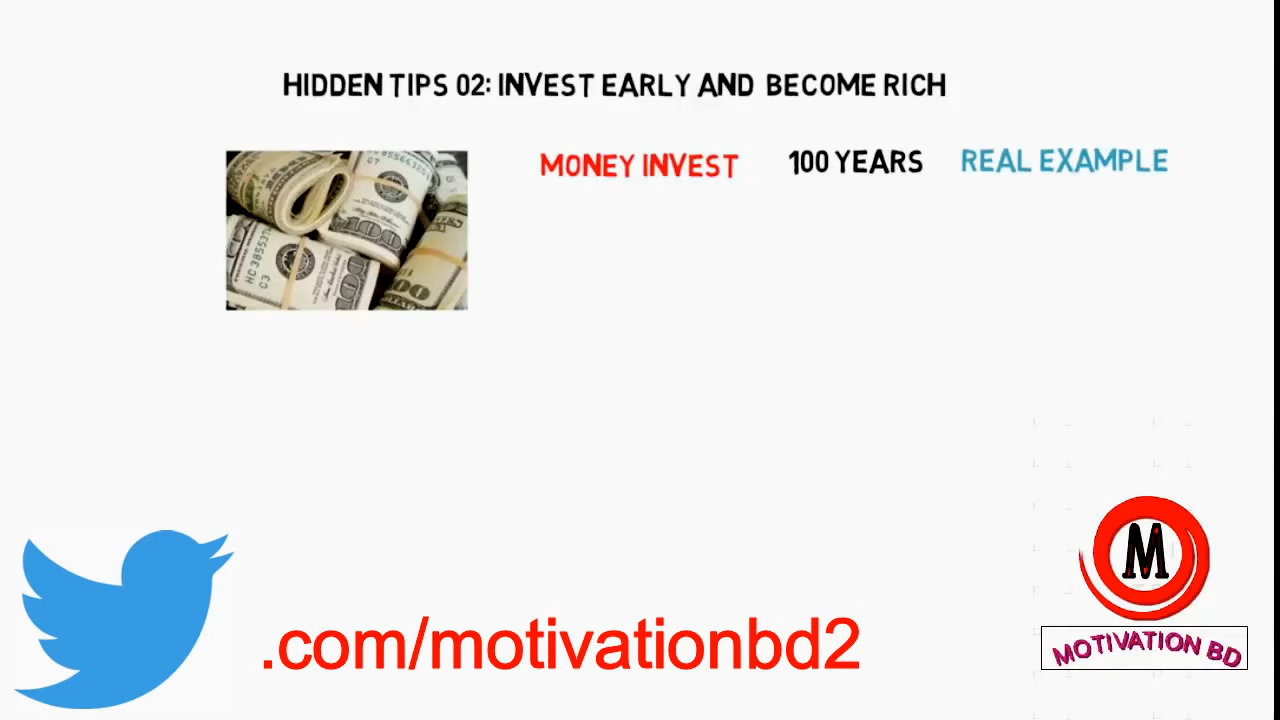 HIDDEN TIPS 02: INVEST EARLY AND BECOME RICH
MONEY INVEST 100 YEARS REAL EXAMPLE
M
.com/motivationbd2
MOTIVATION BD